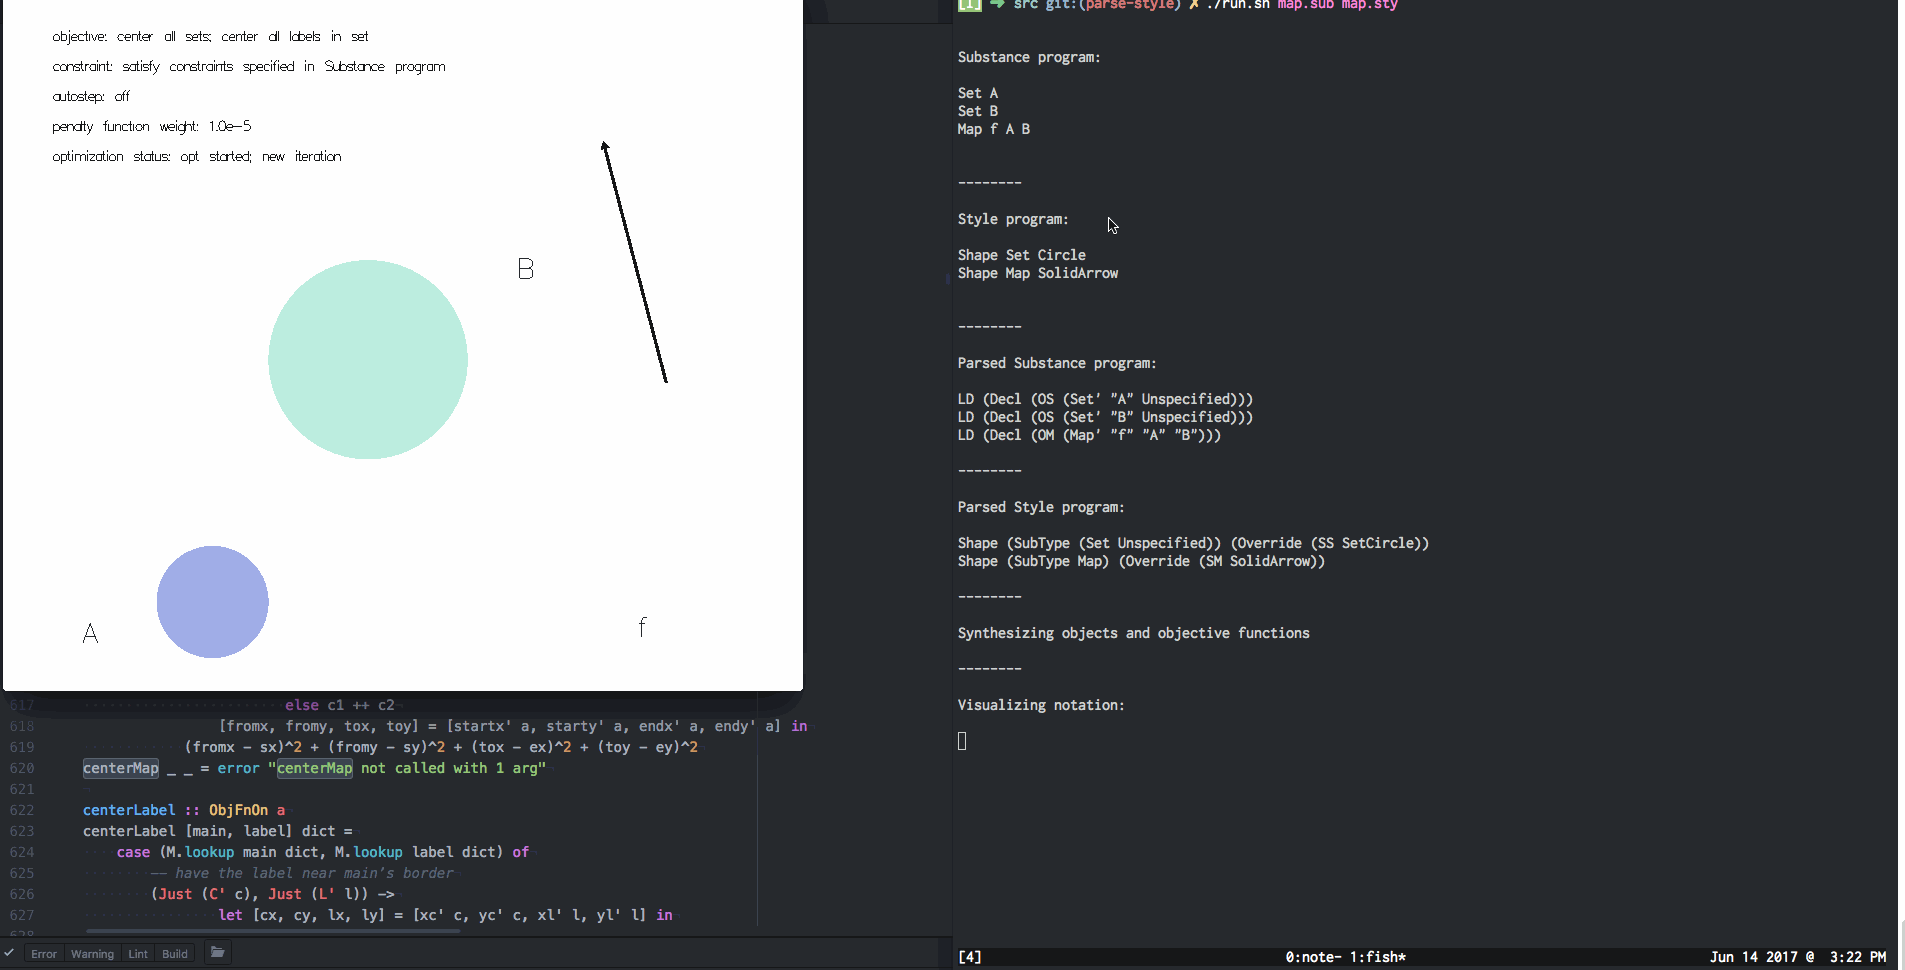 objective: center all sets; center all labels in set
constraint: satisfy constraints specified in Substance program
autostep: off
penalty function weight: 1.0e-5
optimization status: opt started; new iteration
B
A
f
617 else c1 ++ c2
618 [fromx, fromy, tox, toy] = [startx' a, starty' a, endx' a, endy' a] in
619 (fromx - sx)^2 + (fromy - sy)^2 + (tox - ex)^2 + (toy - ey)^2
620 centerMap _ _ = error "centerMap not called with 1 arg"
621
622 centerLabel :: ObjFnOn a
623 centerLabel [main, label] dict =
624 case (M.lookup main dict, M.lookup label dict) of
625 -- have the label near main's border
626 (Just (C' c), Just (L' l)) ->
627 let [cx, cy, lx, ly] = [xc' c, yc' c, xl' l, yl' l] in
628
Error Warning Lint Build
[1] ➜ src git:(parse-style) ✗ ./run.sh map.sub map.sty
Substance program:
Set A
Set B
Map f A B
--------
Style program:
Shape Set Circle
Shape Map SolidArrow
--------
Parsed Substance program:
LD (Decl (OS (Set' "A" Unspecified)))
LD (Decl (OS (Set' "B" Unspecified)))
LD (Decl (OM (Map' "f" "A" "B")))
--------
Parsed Style program:
Shape (SubType (Set Unspecified)) (Override (SS SetCircle))
Shape (SubType Map) (Override (SM SolidArrow))
--------
Synthesizing objects and objective functions
--------
Visualizing notation:
[4] 0:note- 1:fish* Jun 14 2017 @ 3:22 PM